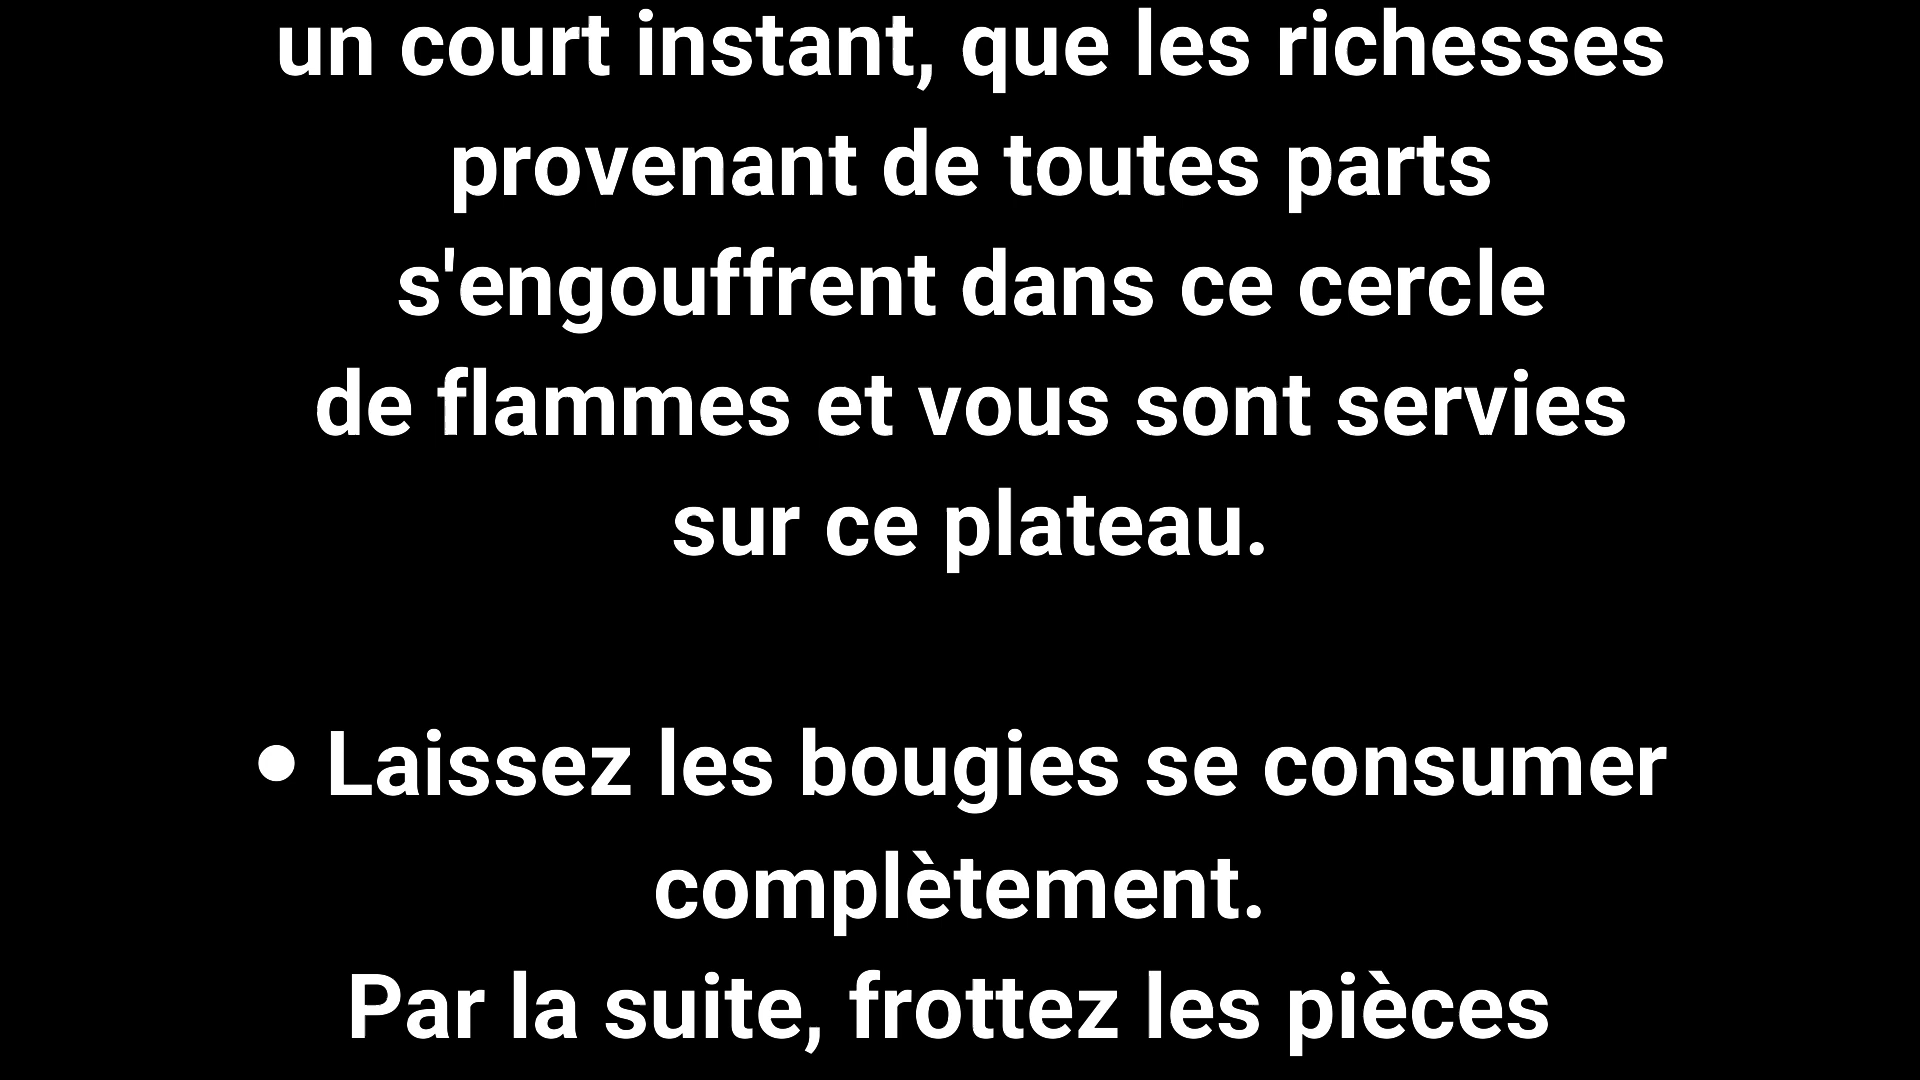 un court instant, que les richesses
provenant de toutes parts
s'engouffrent dans ce cercle
de flammes et vous sont servies
sur ce plateau.
• Laissez les bougies se consumer
complètement.
Par la suite, frottez les pièces